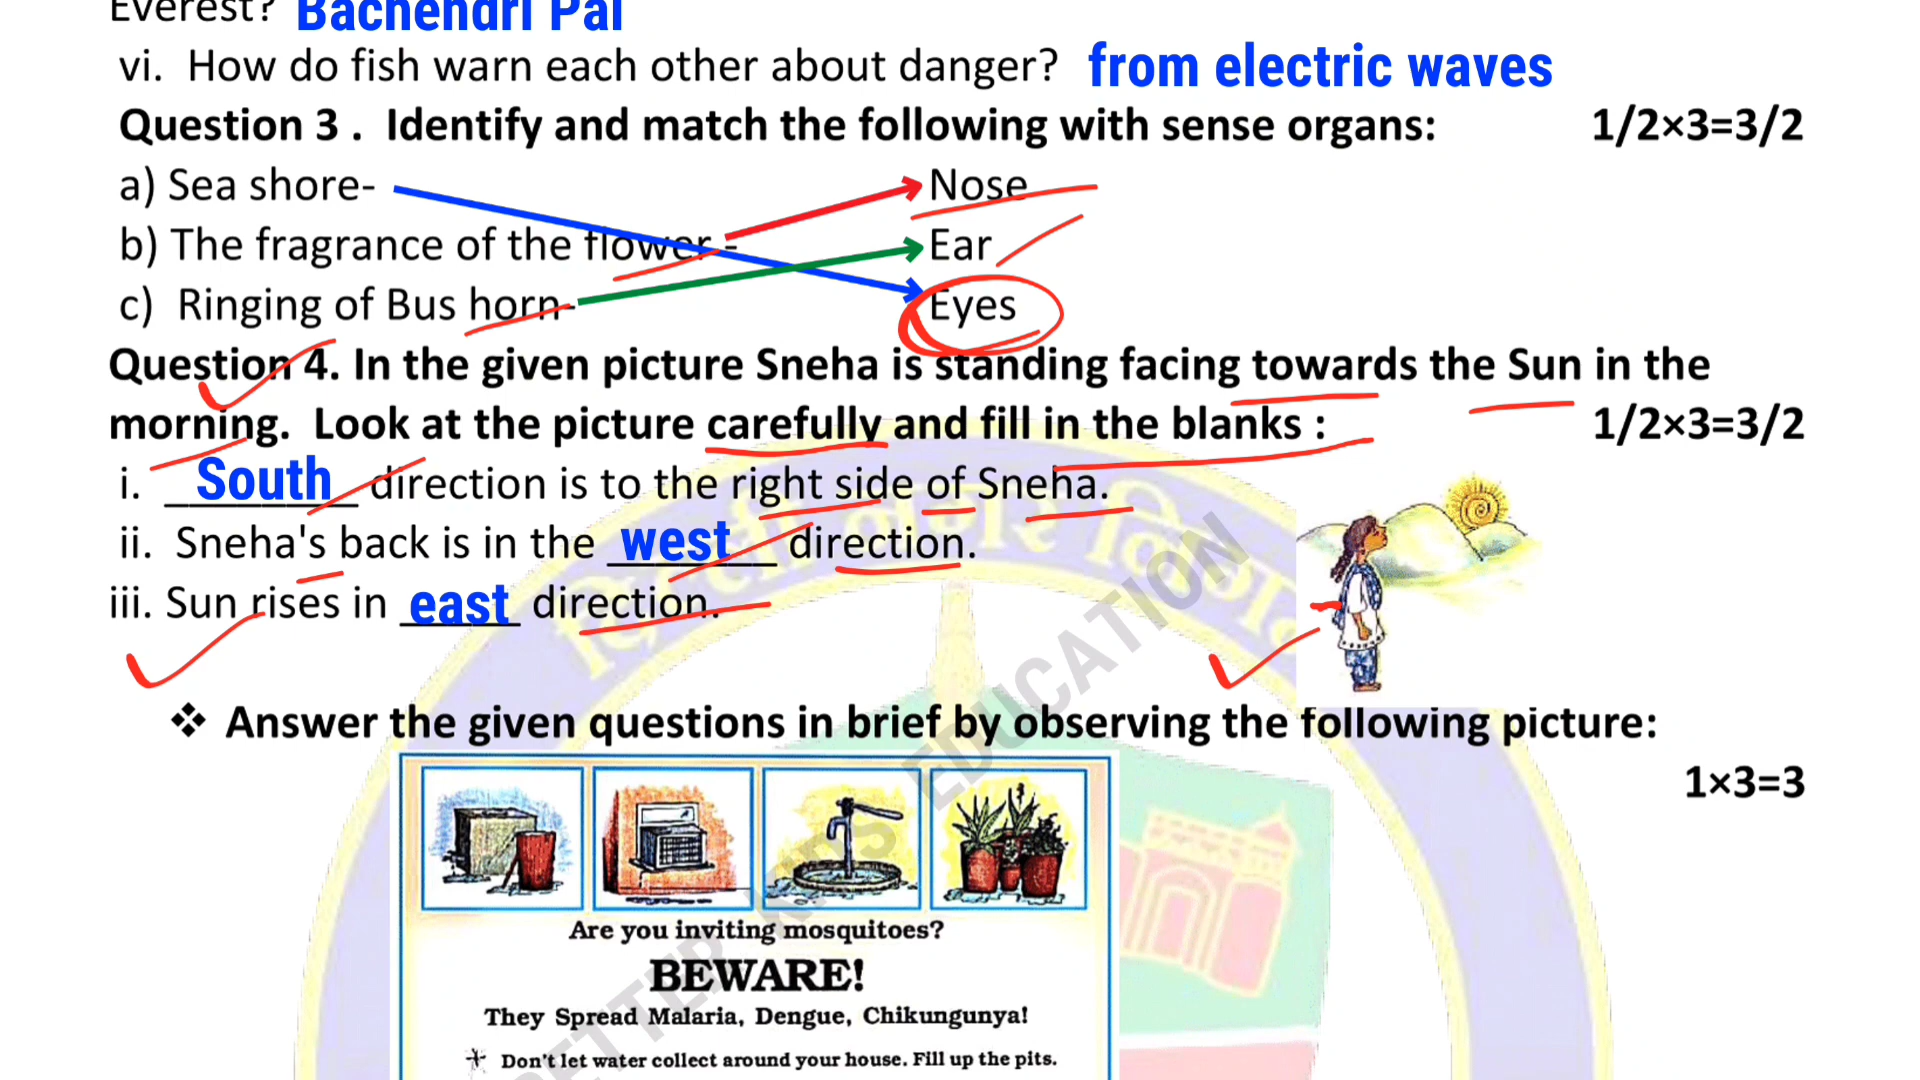 Everest? Bachendri Pal
vi. How do fish warn each other about danger? from electric waves
Question 3 . Identify and match the following with sense organs: 1/2×3=3/2
a) Sea shore- Nose
b) The fragrance of the flower - Ear
c) Ringing of Bus horn- Eyes
Question 4. In the given picture Sneha is standing facing towards the Sun in the
morning. Look at the picture carefully and fill in the blanks : 1/2×3=3/2
i. South direction is to the right side of Sneha.
ii. Sneha's back is in the west direction.
iii. Sun rises in east direction.
❖ Answer the given questions in brief by observing the following picture:
1×3=3
Are you inviting mosquitoes?
BEWARE!
They Spread Malaria, Dengue, Chikungunya!
Don't let water collect around your house. Fill up the pits.
BETTER KIDS EDUCATION